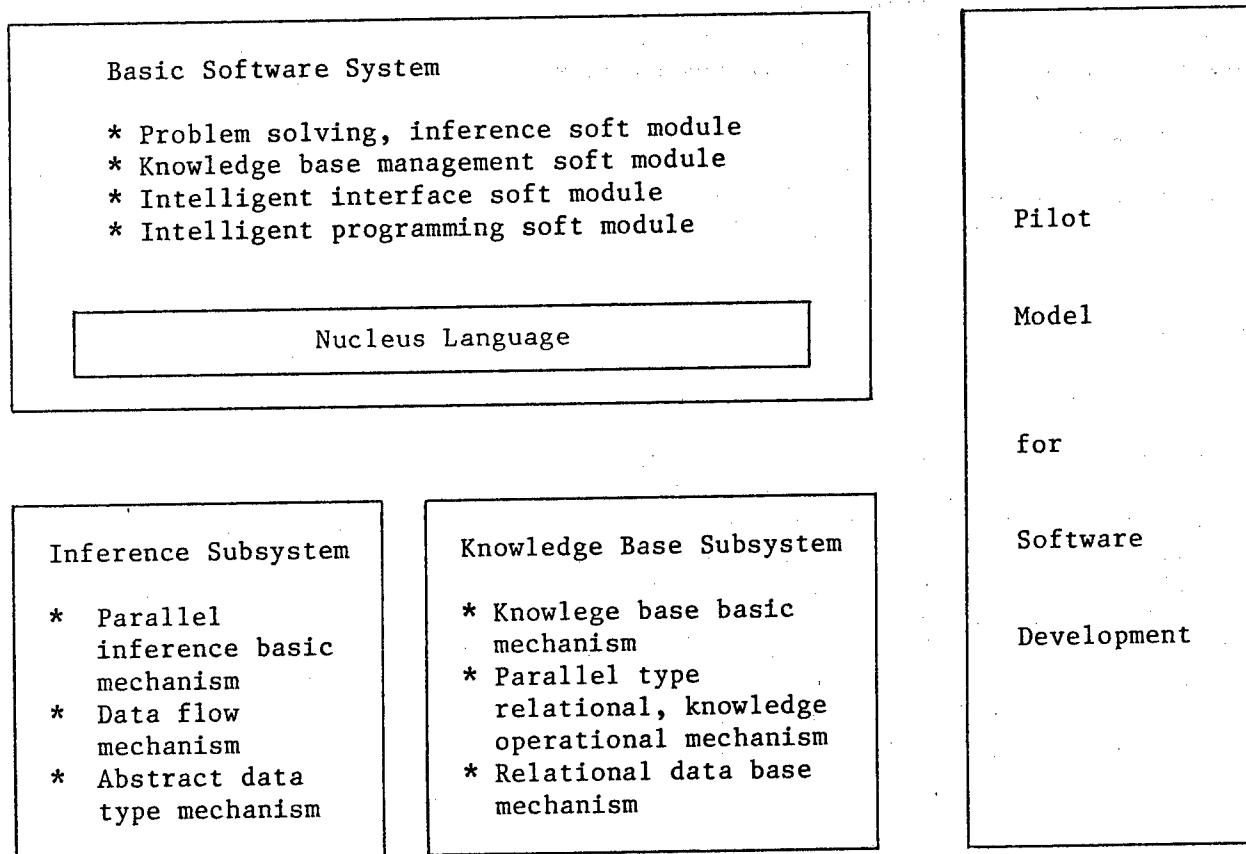 Basic Software System
* Problem solving, inference soft module
* Knowledge base management soft module
* Intelligent interface soft module
* Intelligent programming soft module
Nucleus Language
Inference Subsystem
* Parallel
inference basic
mechanism
* Data flow
mechanism
* Abstract data
type mechanism
Knowledge Base Subsystem
* Knowlege base basic
mechanism
* Parallel type
relational, knowledge
operational mechanism
* Relational data base
mechanism
Pilot
Model
for
Software
Development